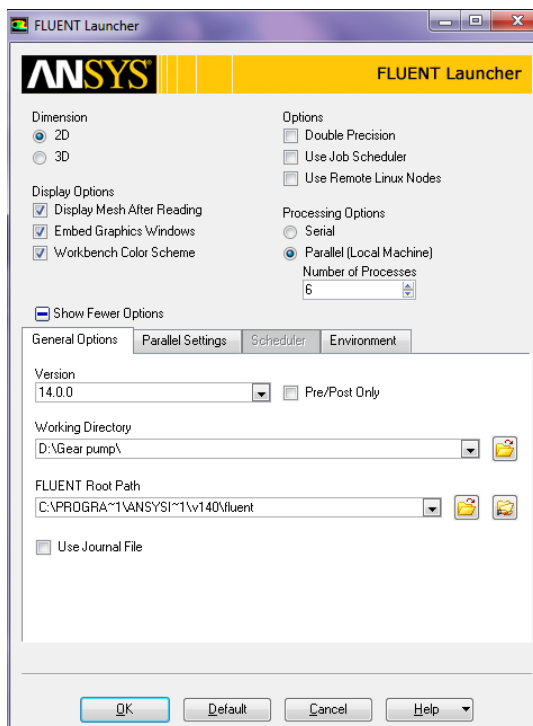 FLUENT Launcher
ANSYS®
FLUENT Launcher
Dimension
2D
3D
Options
Double Precision
Use Job Scheduler
Use Remote Linux Nodes
Display Options
Display Mesh After Reading
Embed Graphics Windows
Workbench Color Scheme
Processing Options
Serial
Parallel (Local Machine)
Number of Processes
6
Show Fewer Options
General Options Parallel Settings Scheduler Environment
Version
14.0.0 Pre/Post Only
Working Directory
D:\Gear pump\
FLUENT Root Path
C:\PROGRA~1\ANSYSI~1\v140\fluent
Use Journal File
OK Default Cancel Help